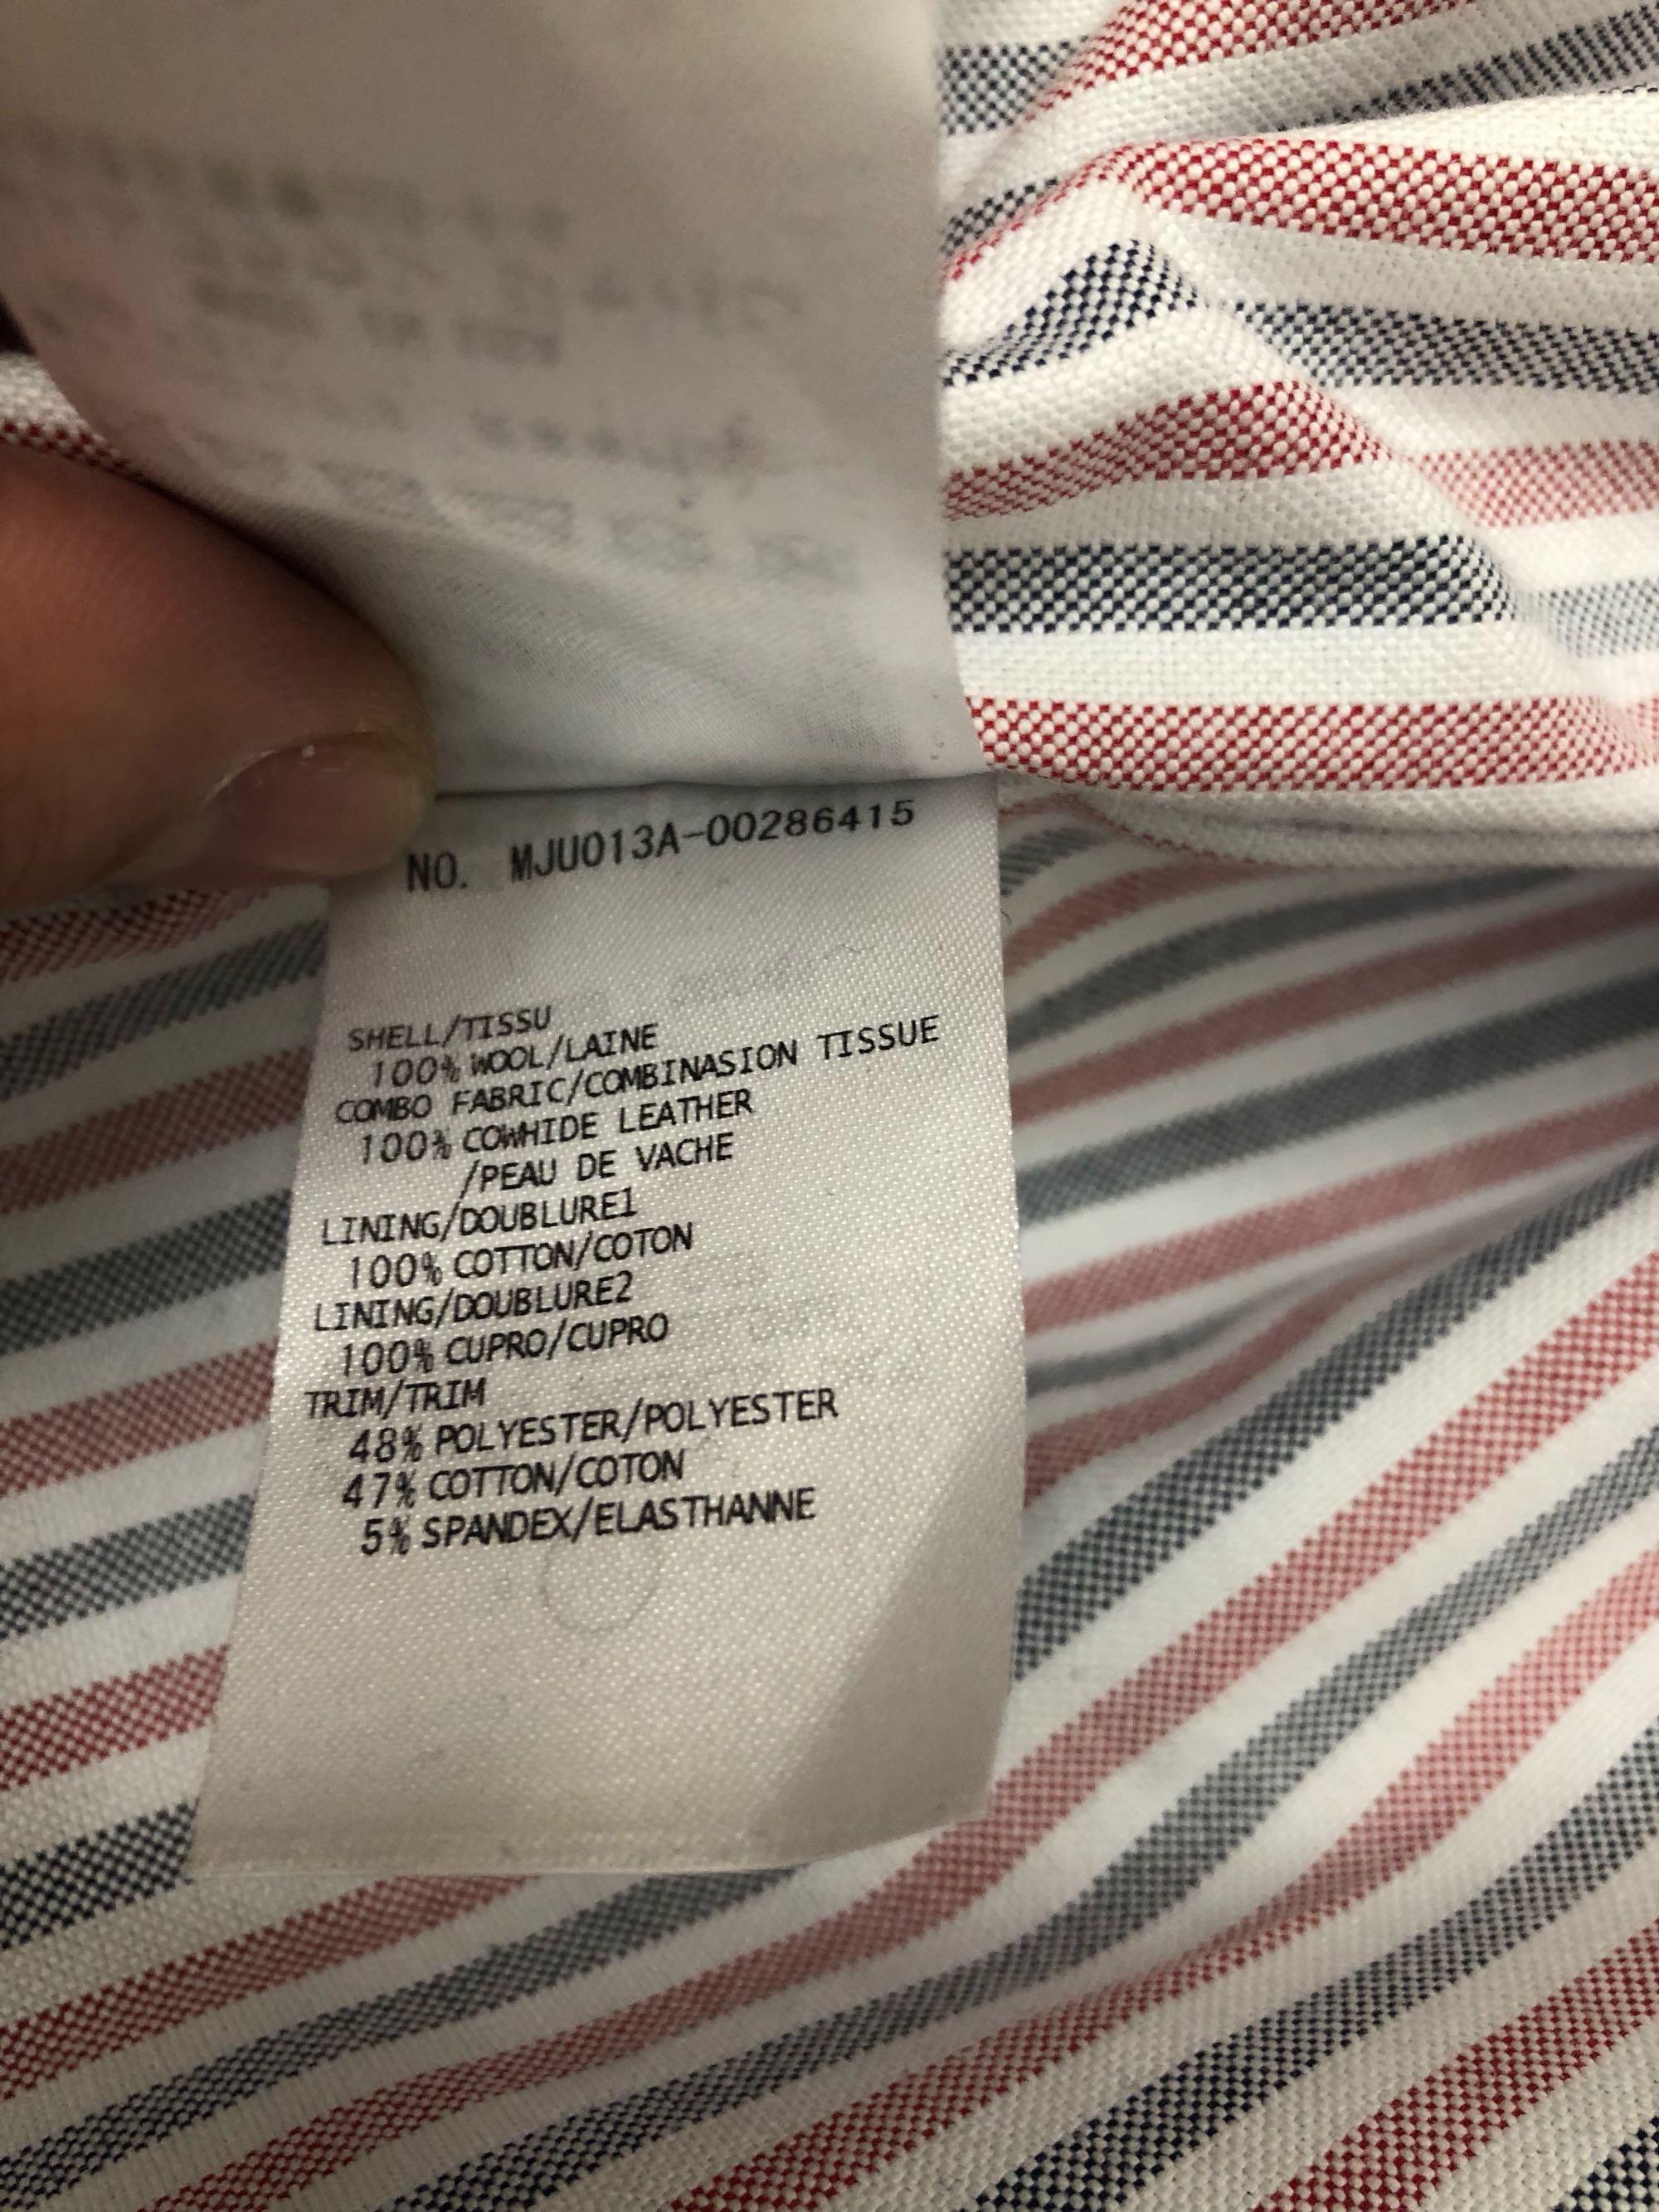 NO. MJU013A-00286415
SHELL/TISSU
100% WOOL/LAINE
COMBO FABRIC/COMBINASION TISSUE
100% COWHIDE LEATHER
/PEAU DE VACHE
LINING/DOUBLURE1
100% COTTON/COTON
LINING/DOUBLURE2
100% CUPRO/CUPRO
TRIM/TRIM
48% POLYESTER/POLYESTER
47% COTTON/COTON
5% SPANDEX/ELASTHANNE